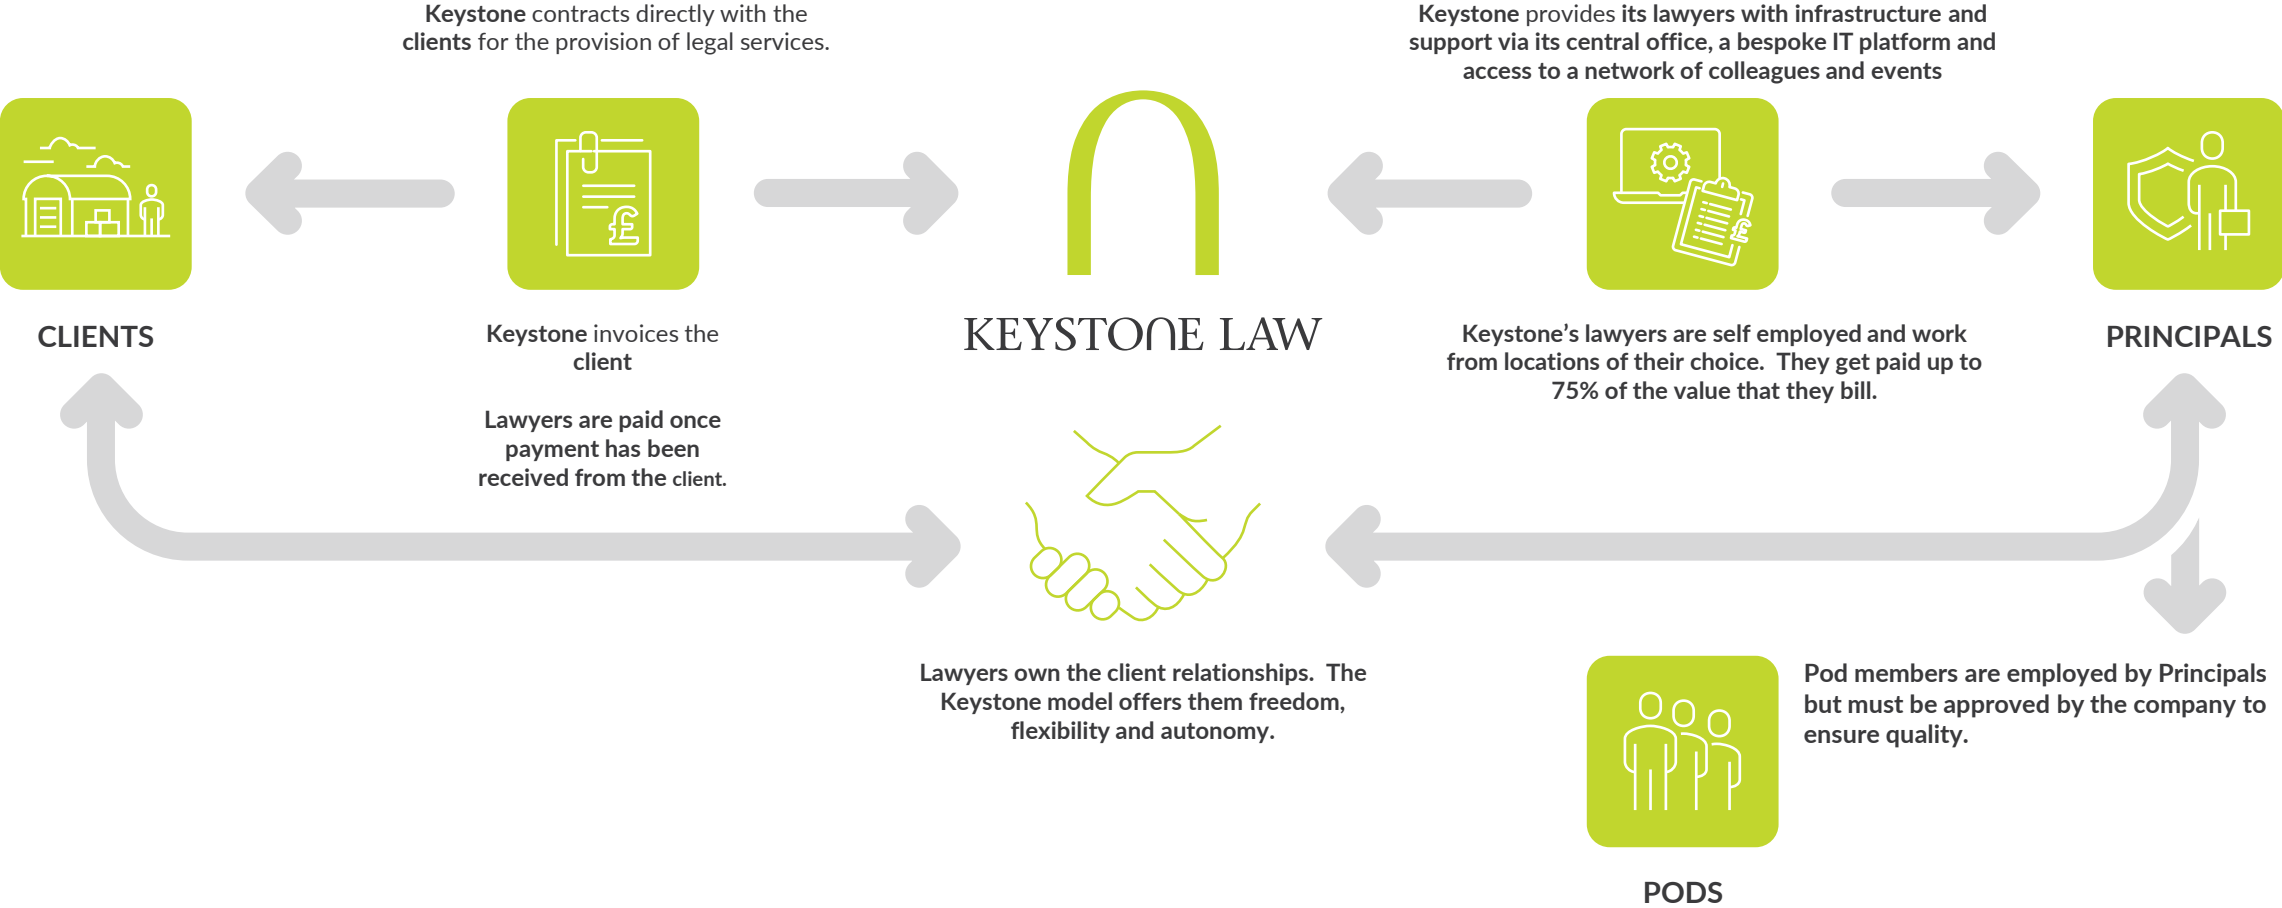 Keystone contracts directly with the
clients for the provision of legal services.
Keystone provides its lawyers with infrastructure and
support via its central office, a bespoke IT platform and
access to a network of colleagues and events
£
£
CLIENTS
Keystone invoices the
client
Lawyers are paid once
payment has been
received from the client.
KEYSTONE LAW
Keystone’s lawyers are self employed and work
from locations of their choice.  They get paid up to
75% of the value that they bill.
PRINCIPALS
Lawyers own the client relationships.  The
Keystone model offers them freedom,
flexibility and autonomy.
Pod members are employed by Principals
but must be approved by the company to
ensure quality.
PODS